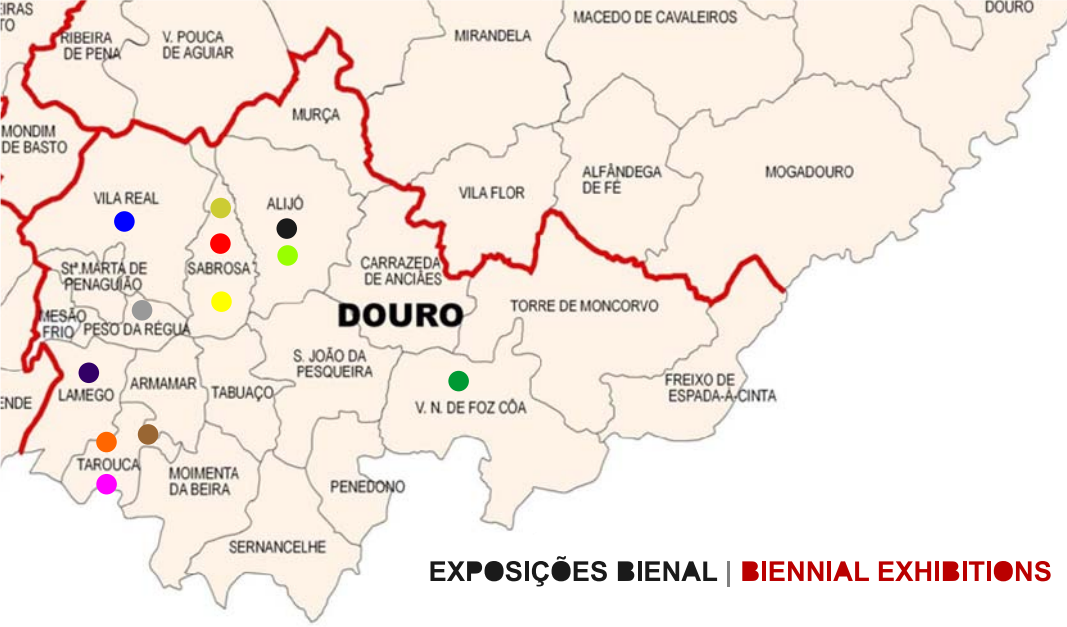 EIRAS
TO
RIBEIRA
DE PENA
V. POUCA
DE AGUIAR
MIRANDELA
MACEDO DE CAVALEIROS
DOURO
MONDIM
DE BASTO
MURÇA
VILA REAL
ALIJÓ
VILA FLOR
ALFÂNDEGA
DE FÉ
MOGADOURO
Stª.MARTA DE
PENAGUIÃO
SABROSA
CARRAZEDA
DE ANCIÃES
MESÃO
FRIO
PESO DA RÉGUA
DOURO
TORRE DE MONCORVO
S. JOÃO DA
PESQUEIRA
ENDE
LAMEGO
ARMAMAR
TABUAÇO
V. N. DE FOZ CÔA
FREIXO DE
ESPADA-À-CINTA
TAROUCA
MOIMENTA
DA BEIRA
PENEDONO
SERNANCELHE
EXPOSIÇÕES BIENAL | BIENNIAL EXHIBITIONS